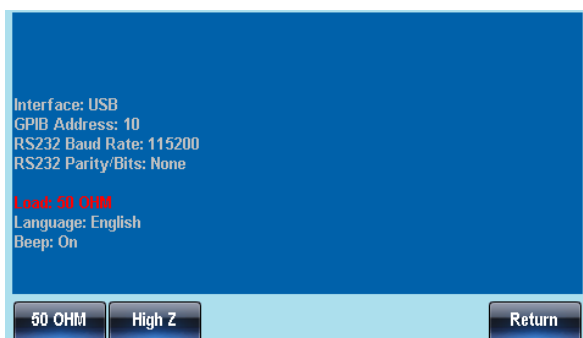 Interface: USB
GPIB Address: 10
RS232 Baud Rate: 115200
RS232 Parity/Bits: None
Load: 50 OHM
Language: English
Beep: On
50 OHM High Z Return